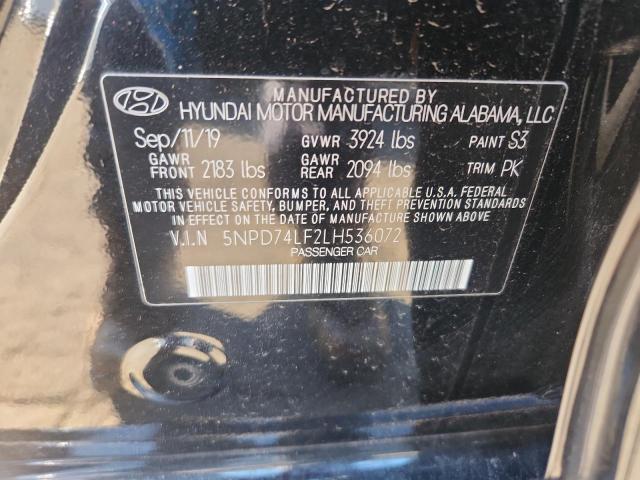 MANUFACTURED BY
HYUNDAI MOTOR MANUFACTURING ALABAMA, LLC
Sep/11/19 GVWR 3924 lbs PAINT S3
GAWR FRONT 2183 lbs GAWR REAR 2094 lbs TRIM PK
THIS VEHICLE CONFORMS TO ALL APPLICABLE U.S.A. FEDERAL
MOTOR VEHICLE SAFETY, BUMPER, AND THEFT PREVENTION
STANDARDS IN EFFECT ON THE DATE OF MANUFACTURE SHOWN ABOVE.
V.I.N 5NPD74LF2LH536072
PASSENGER CAR